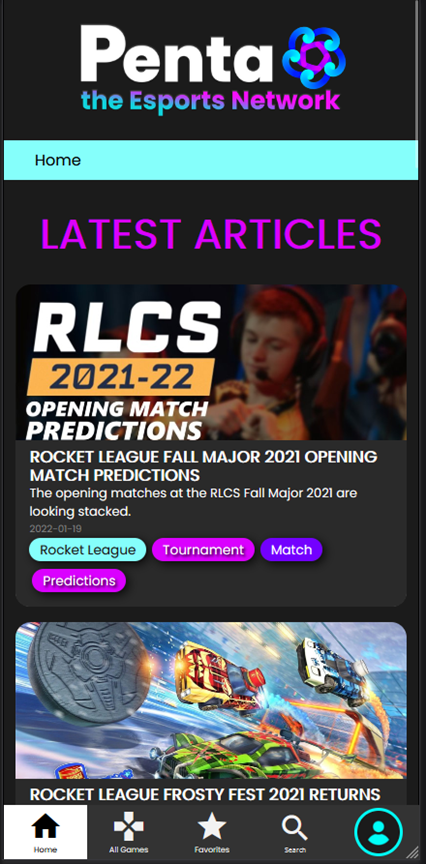 Penta
the Esports Network
Home
LATEST ARTICLES
RLCS
2021-22
OPENING MATCH
PREDICTIONS
ROCKET LEAGUE FALL MAJOR 2021 OPENING
MATCH PREDICTIONS
The opening matches at the RLCS Fall Major 2021 are
looking stacked.
2022-01-19
Rocket League Tournament Match
Predictions
ROCKET LEAGUE FROSTY FEST 2021 RETURNS
Home All Games Favorites Search